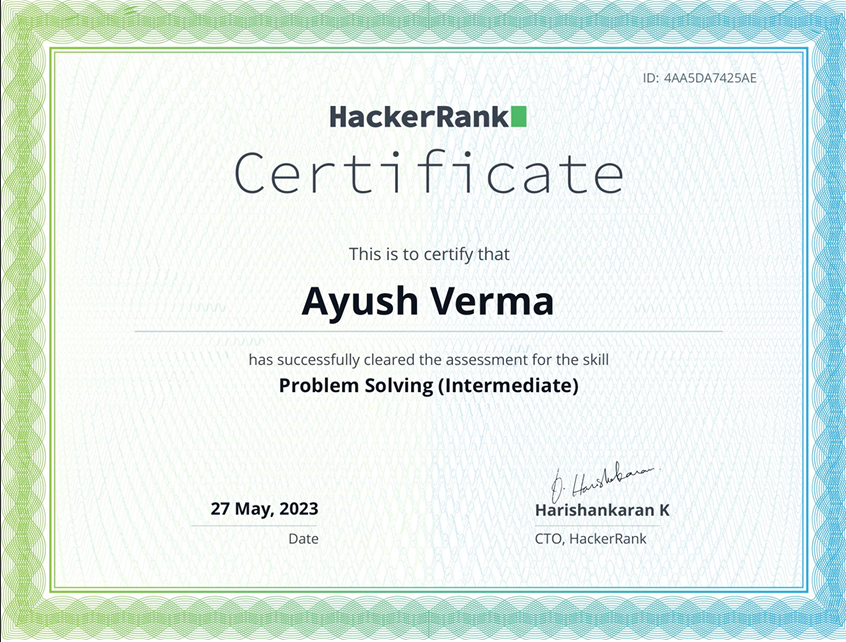 ID: 4AA5DA7425AE
HackerRank
Certificate
This is to certify that
Ayush Verma
has successfully cleared the assessment for the skill
Problem Solving (Intermediate)
D. Harishankaran
27 May, 2023
Harishankaran K
Date
CTO, HackerRank